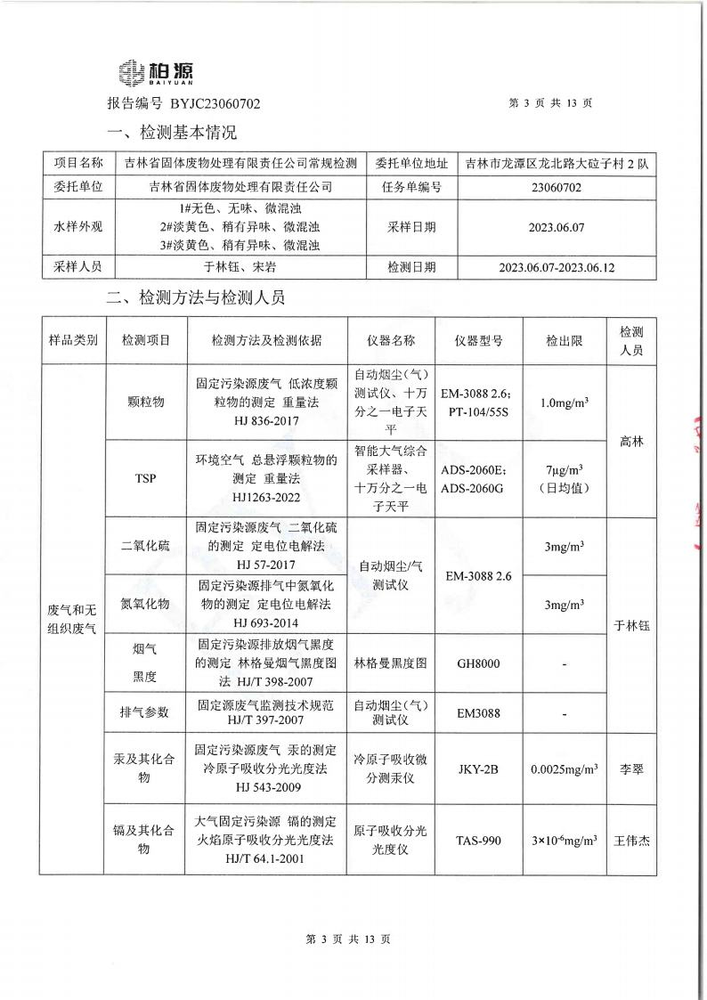 柏源
BAIYUAN
报告编号 BYJC23060702
第 3 页 共 13 页
一、检测基本情况
项目名称 吉林省固体废物处理有限责任公司常规检测 委托单位地址 吉林市龙潭区龙北路大砬子村 2 队
委托单位 吉林省固体废物处理有限责任公司 任务单编号 23060702
水样外观
1#无色、无味、微混浊
2#淡黄色、稍有异味、微混浊
3#淡黄色、稍有异味、微混浊
采样日期 2023.06.07
采样人员 于林钰、宋岩 检测日期 2023.06.07-2023.06.12
二、检测方法与检测人员
样品类别 检测项目 检测方法及检测依据 仪器名称 仪器型号 检出限
检测
人员
废气和无
组织废气
颗粒物
固定污染源废气 低浓度颗
粒物的测定 重量法
HJ 836-2017
自动烟尘（气）
测试仪、十万
分之一电子天
平
EM-3088 2.6;
PT-104/55S
1.0mg/m³
高林
TSP
环境空气 总悬浮颗粒物的
测定 重量法
HJ1263-2022
智能大气综合
采样器、
十万分之一电
子天平
ADS-2060E;
ADS-2060G
7μg/m³
（日均值）
二氧化硫
固定污染源废气 二氧化硫
的测定 定电位电解法
HJ 57-2017
自动烟尘/气
测试仪
EM-3088 2.6
3mg/m³
于林钰
氮氧化物
固定污染源排气中氮氧化
物的测定 定电位电解法
HJ 693-2014
3mg/m³
烟气
黑度
固定污染源排放烟气黑度
的测定 林格曼烟气黑度图
法 HJ/T 398-2007
林格曼黑度图
GH8000
-
排气参数
固定源废气监测技术规范
HJ/T 397-2007
自动烟尘（气）
测试仪
EM3088
-
汞及其化合
物
固定污染源废气 汞的测定
冷原子吸收分光光度法
HJ 543-2009
冷原子吸收微
分测汞仪
JKY-2B
0.0025mg/m³
李翠
镉及其化合
物
大气固定污染源 镉的测定
火焰原子吸收分光光度法
HJ/T 64.1-2001
原子吸收分光
光度仪
TAS-990
3×10⁻⁶mg/m³
王伟杰
第 3 页 共 13 页